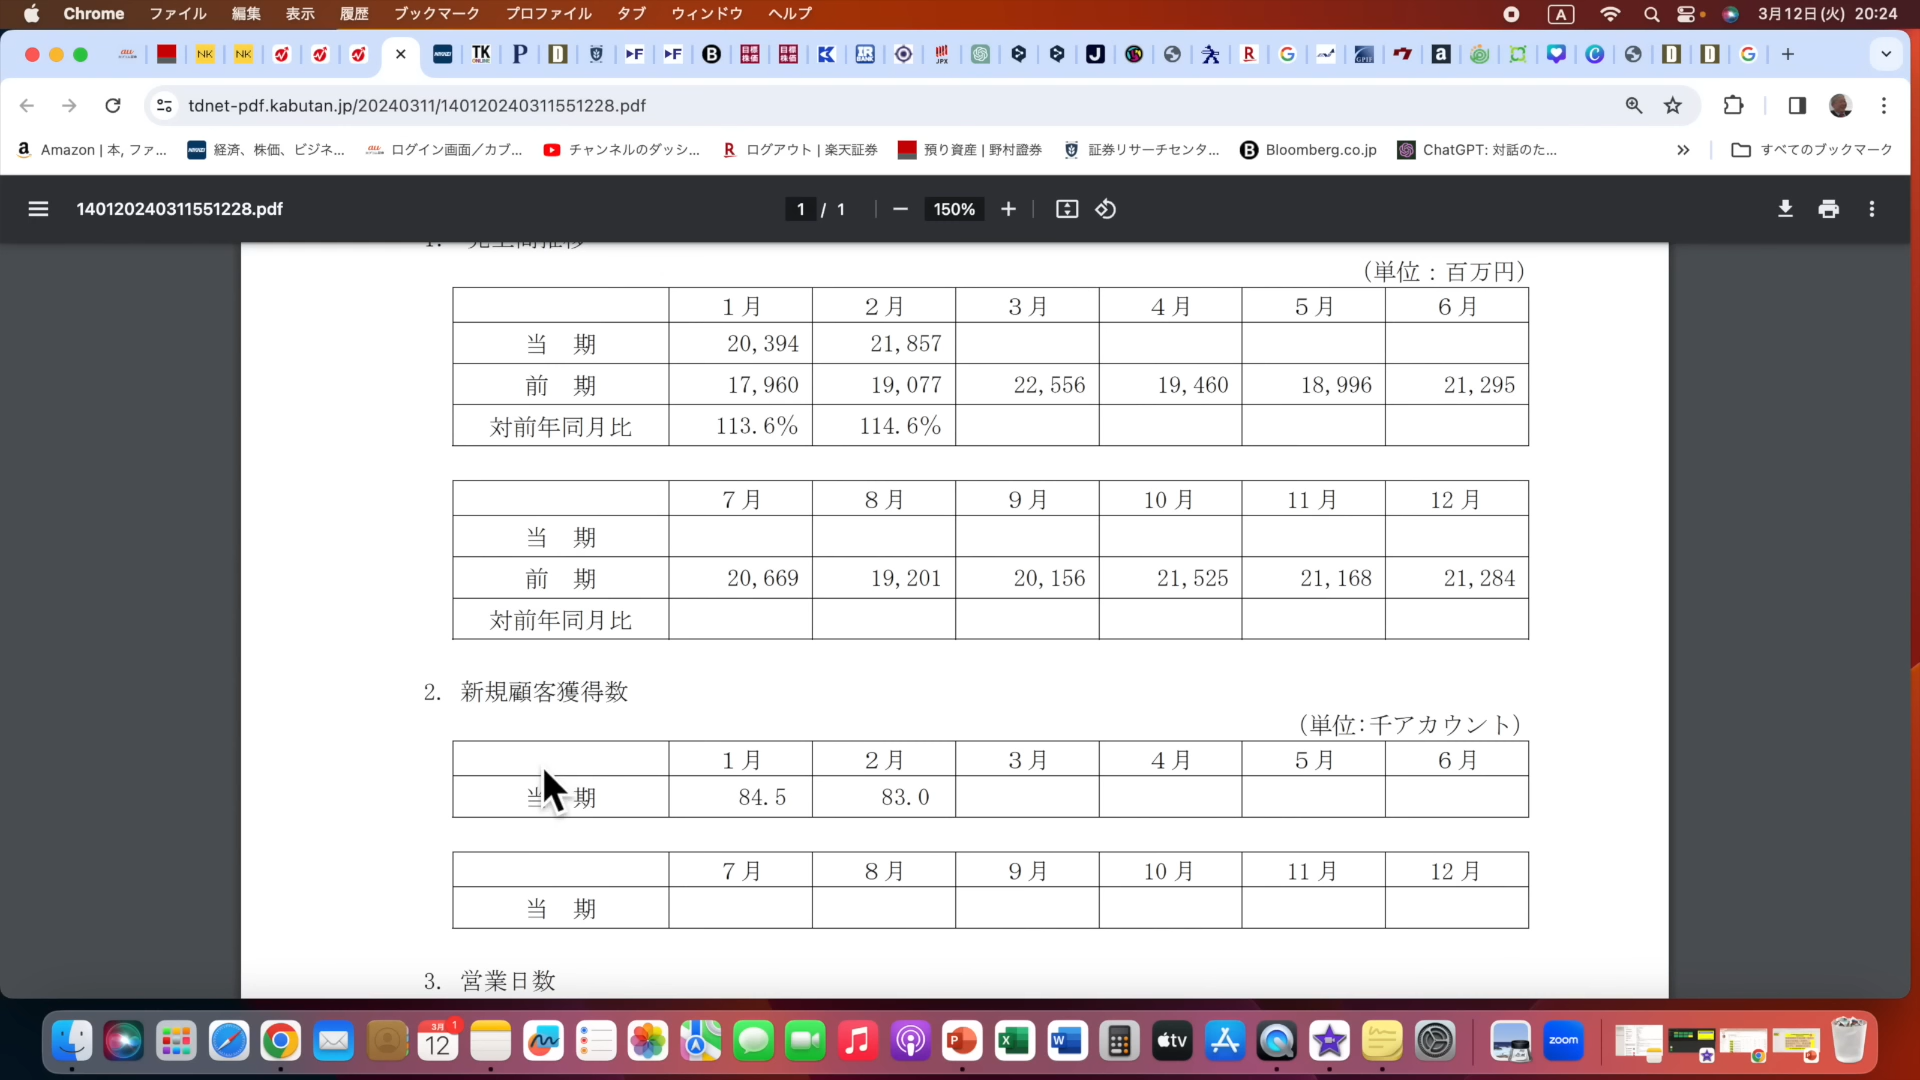 Chrome ファイル 編集 表示 履歴 ブックマーク プロファイル タブ ウィンドウ ヘルプ A 3月12日(火) 20:24
tdnet-pdf.kabutan.jp/20240311/140120240311551228.pdf
Amazon | 本, ファ... 経済、株価、ビジネ... ログイン画面／カブ... チャンネルのダッシ... ログアウト | 楽天証券 預り資産 | 野村證券 証券リサーチセンタ... Bloomberg.co.jp ChatGPT: 対話のた... » すべてのブックマーク
140120240311551228.pdf 1 / 1 150%
1. 売上高推移
(単位：百万円)
1月 2月 3月 4月 5月 6月
当 期 20,394 21,857
前 期 17,960 19,077 22,556 19,460 18,996 21,295
対前年同月比 113.6% 114.6%
7月 8月 9月 10月 11月 12月
当 期
前 期 20,669 19,201 20,156 21,525 21,168 21,284
対前年同月比
2. 新規顧客獲得数
(単位:千アカウント)
1月 2月 3月 4月 5月 6月
当 期 84.5 83.0
7月 8月 9月 10月 11月 12月
当 期
3. 営業日数
3月 1
12
tv
zoom